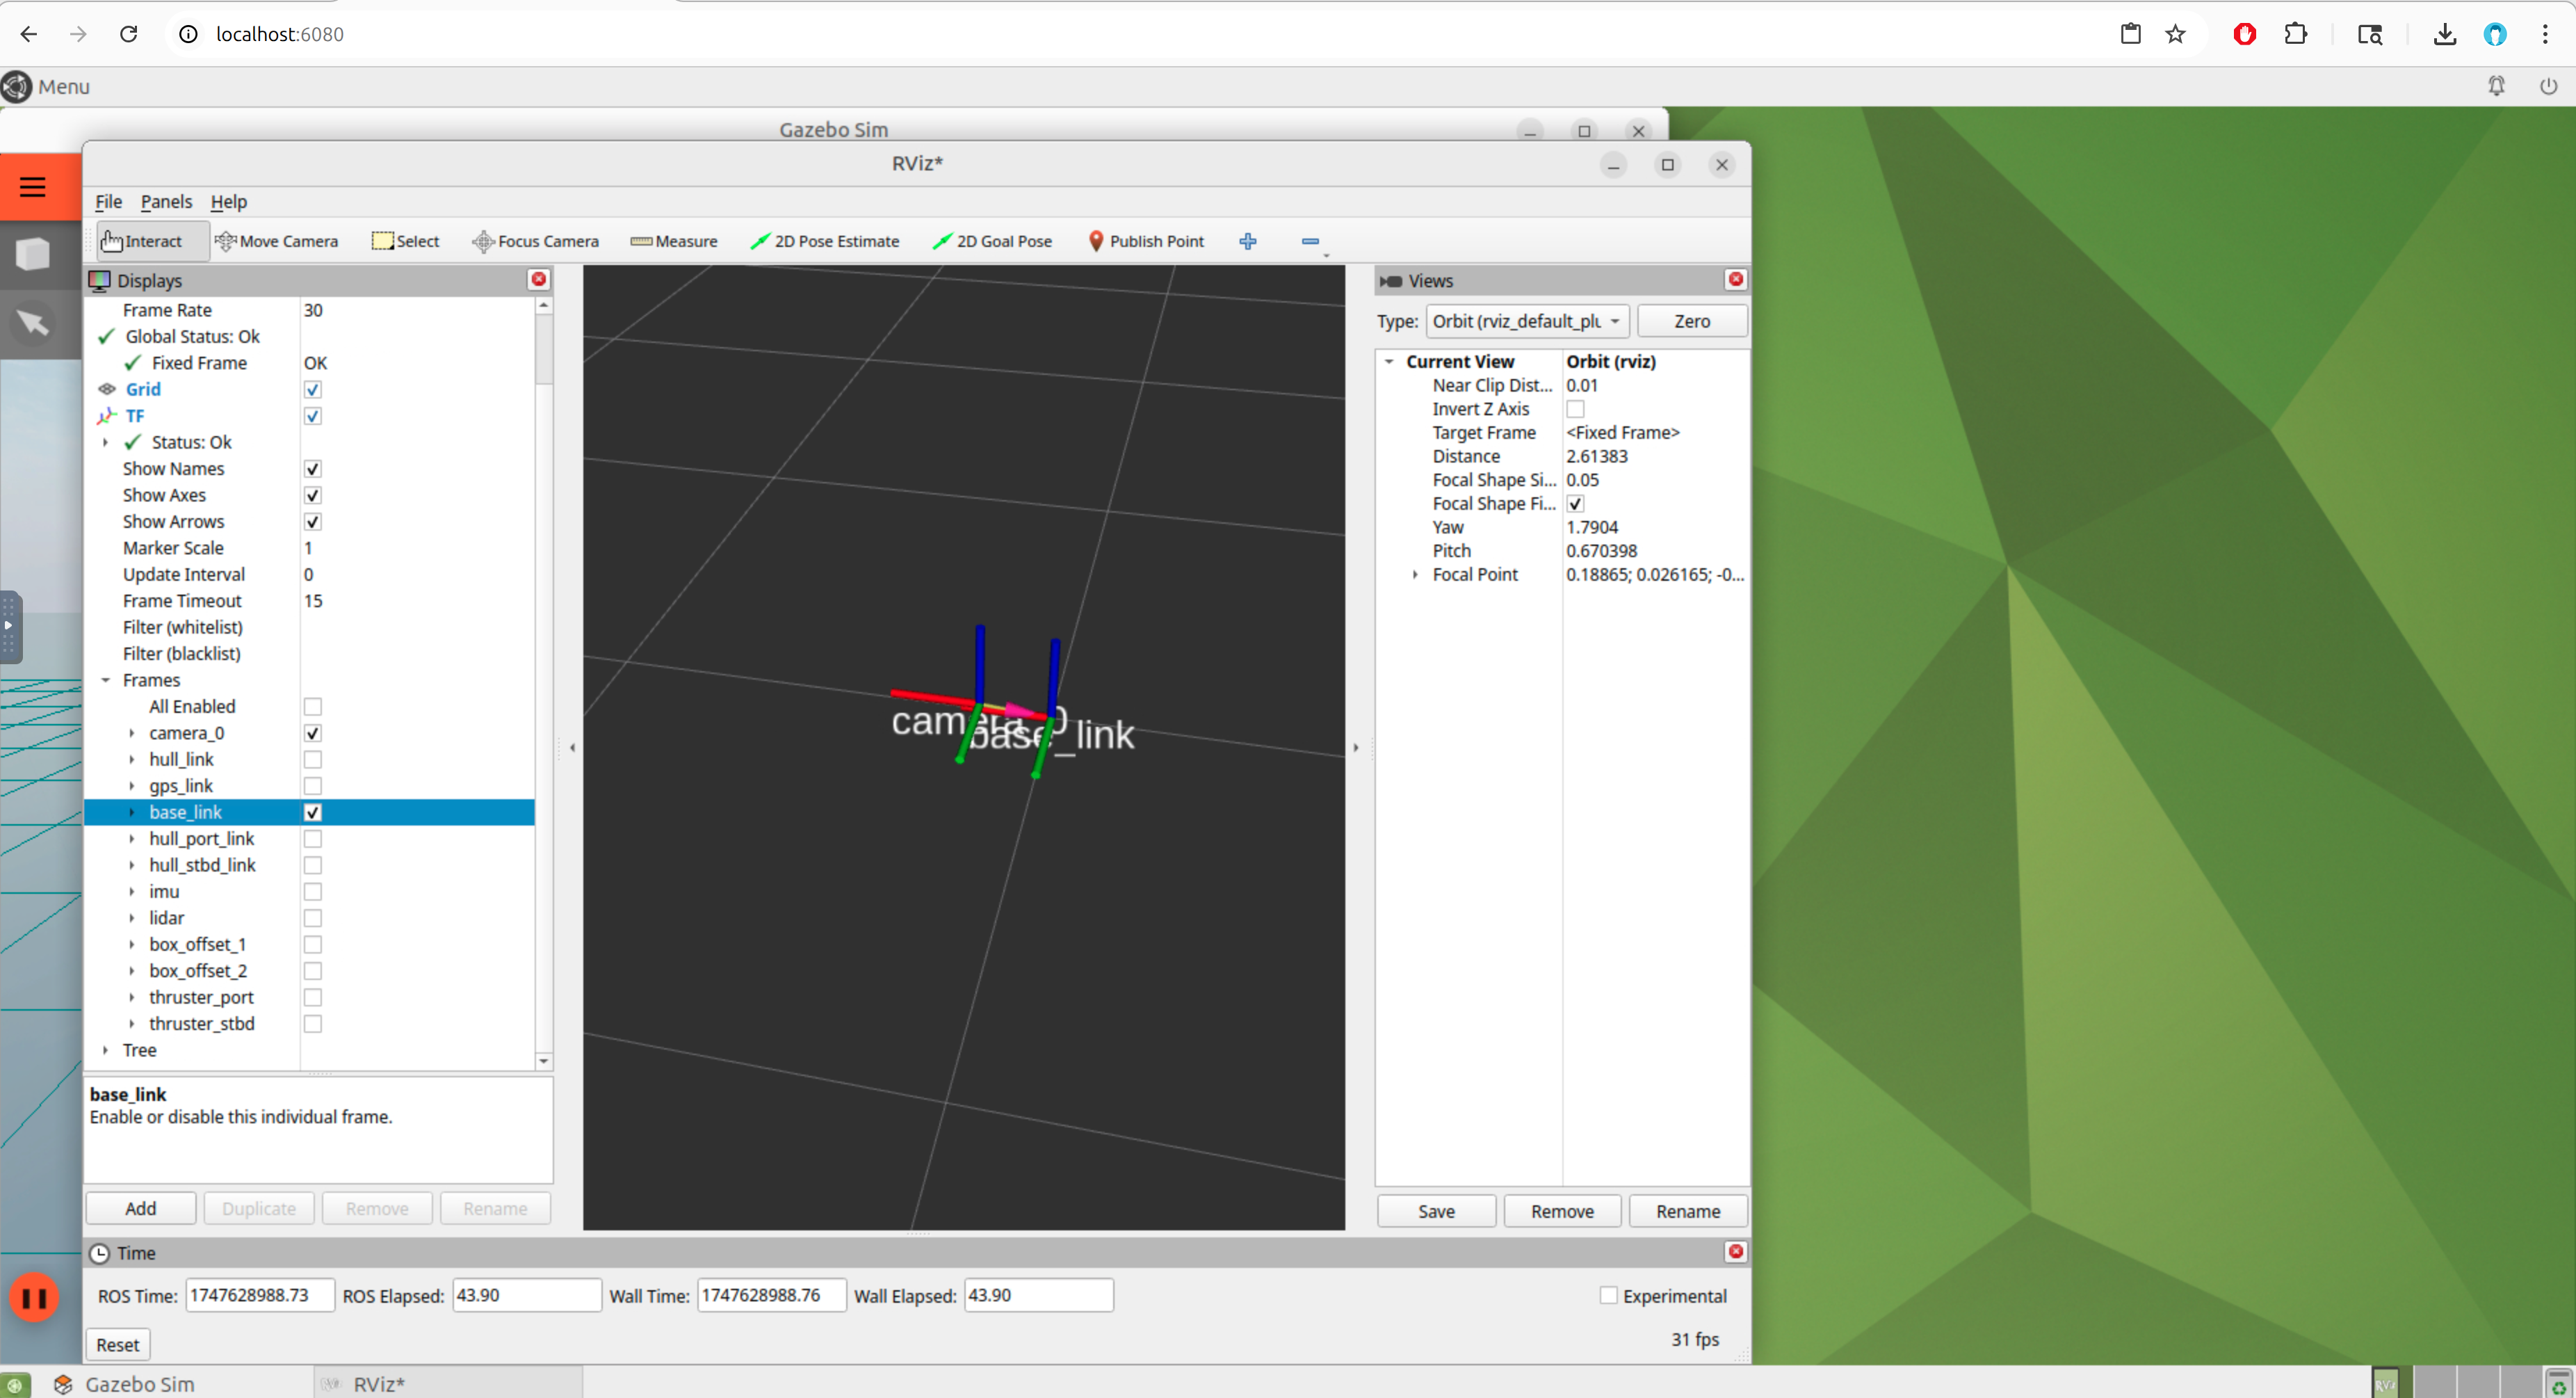 localhost:6080
Menu
Gazebo Sim
RViz*
File Panels Help
Interact Move Camera Select Focus Camera Measure 2D Pose Estimate 2D Goal Pose Publish Point
Displays
Frame Rate 30
Global Status: Ok
Fixed Frame OK
Grid
TF
Status: Ok
Show Names
Show Axes
Show Arrows
Marker Scale 1
Update Interval 0
Frame Timeout 15
Filter (whitelist)
Filter (blacklist)
Frames
All Enabled
camera_0
hull_link
gps_link
base_link
hull_port_link
hull_stbd_link
imu
lidar
box_offset_1
box_offset_2
thruster_port
thruster_stbd
Tree
base_link
Enable or disable this individual frame.
Add Duplicate Remove Rename
camera_0
base_link
Views
Type: Orbit (rviz_default_plu Zero
Current View Orbit (rviz)
Near Clip Dist... 0.01
Invert Z Axis
Target Frame <Fixed Frame>
Distance 2.61383
Focal Shape Si... 0.05
Focal Shape Fi...
Yaw 1.7904
Pitch 0.670398
Focal Point 0.18865; 0.026165; -0...
Save Remove Rename
Time
ROS Time: 1747628988.73 ROS Elapsed: 43.90 Wall Time: 1747628988.76 Wall Elapsed: 43.90 Experimental
Reset 31 fps
Gazebo Sim RViz*